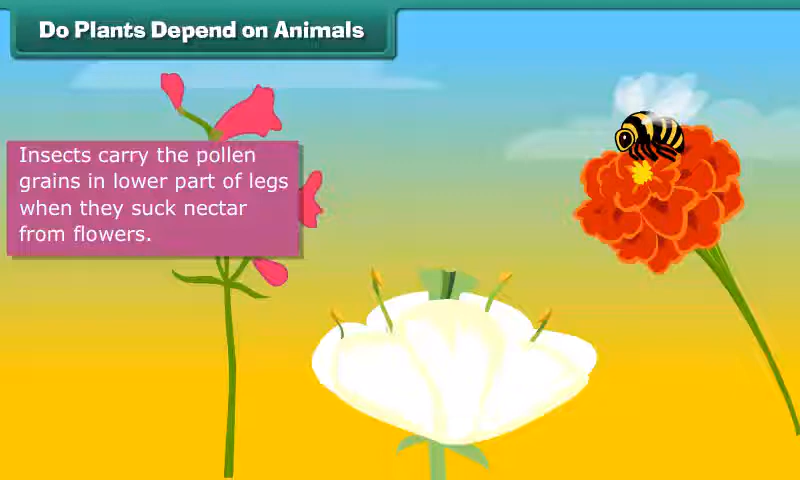 Do Plants Depend on Animals
Insects carry the pollen
grains in lower part of legs
when they suck nectar
from flowers.